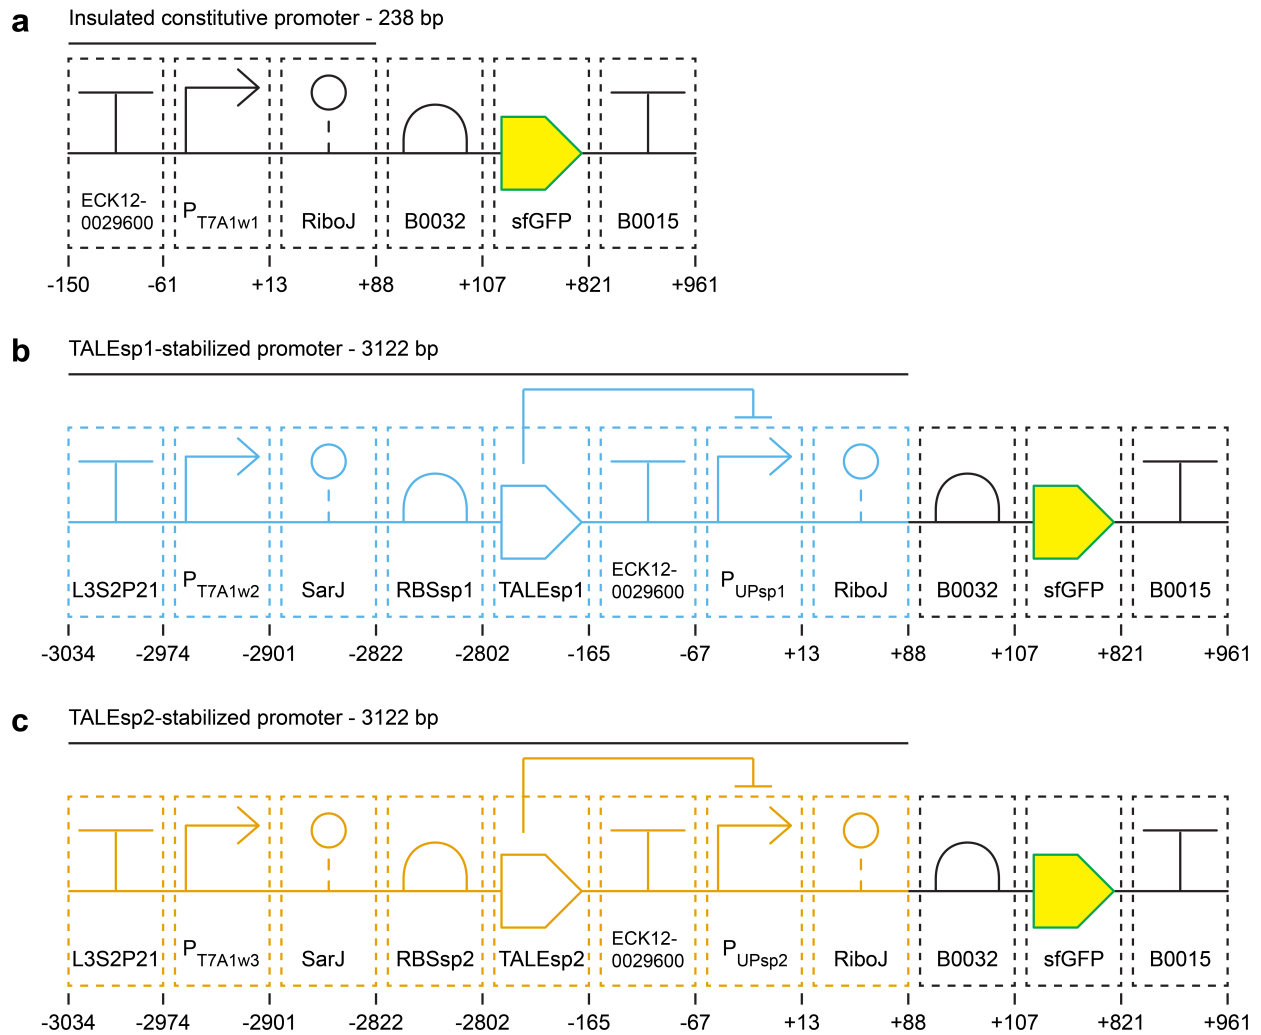 a
Insulated constitutive promoter - 238 bp
ECK12-
0029600
PT7A1w1
RiboJ
B0032
sfGFP
B0015
-150 -61 +13 +88 +107 +821 +961
b
TALEsp1-stabilized promoter - 3122 bp
L3S2P21
PT7A1w2
SarJ
RBSsp1
TALEsp1
ECK12-
0029600
PUPsp1
RiboJ
B0032
sfGFP
B0015
-3034 -2974 -2901 -2822 -2802 -165 -67 +13 +88 +107 +821 +961
c
TALEsp2-stabilized promoter - 3122 bp
L3S2P21
PT7A1w3
SarJ
RBSsp2
TALEsp2
ECK12-
0029600
PUPsp2
RiboJ
B0032
sfGFP
B0015
-3034 -2974 -2901 -2822 -2802 -165 -67 +13 +88 +107 +821 +961